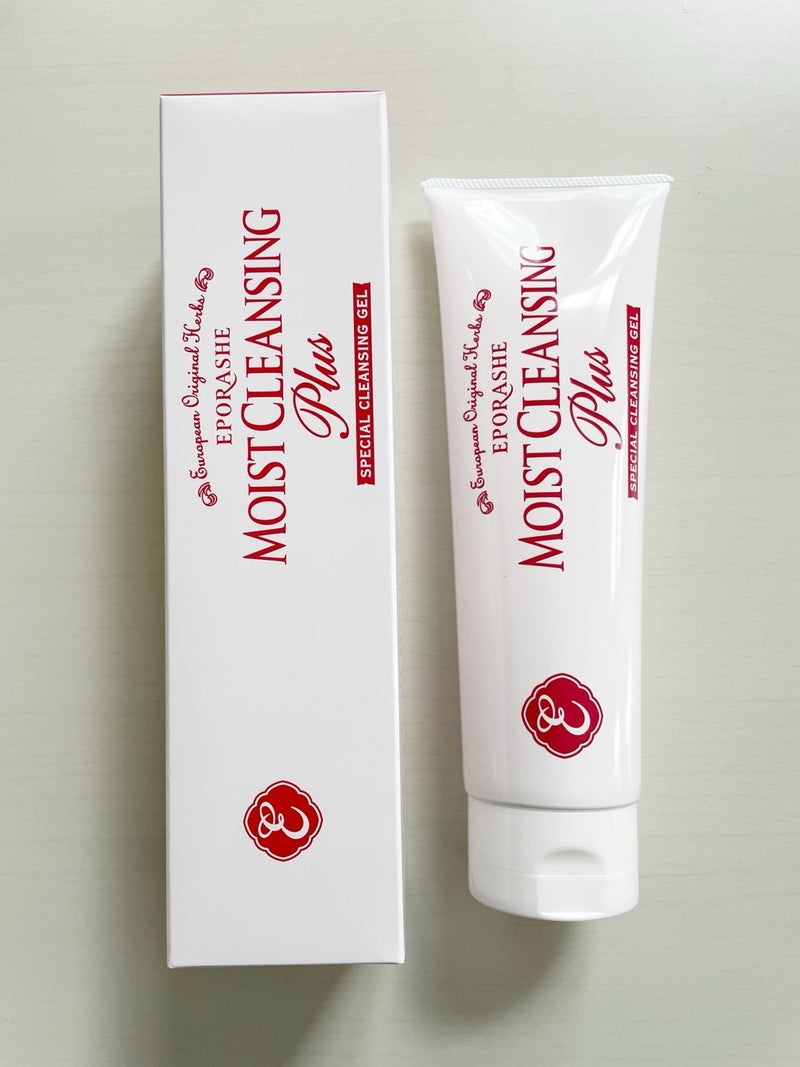 European Original Herbs
EPORASHE
MOIST CLEANSING
Plus
SPECIAL CLEANSING GEL
E
European Original Herbs
EPORASHE
MOIST CLEANSING
Plus
SPECIAL CLEANSING GEL
E